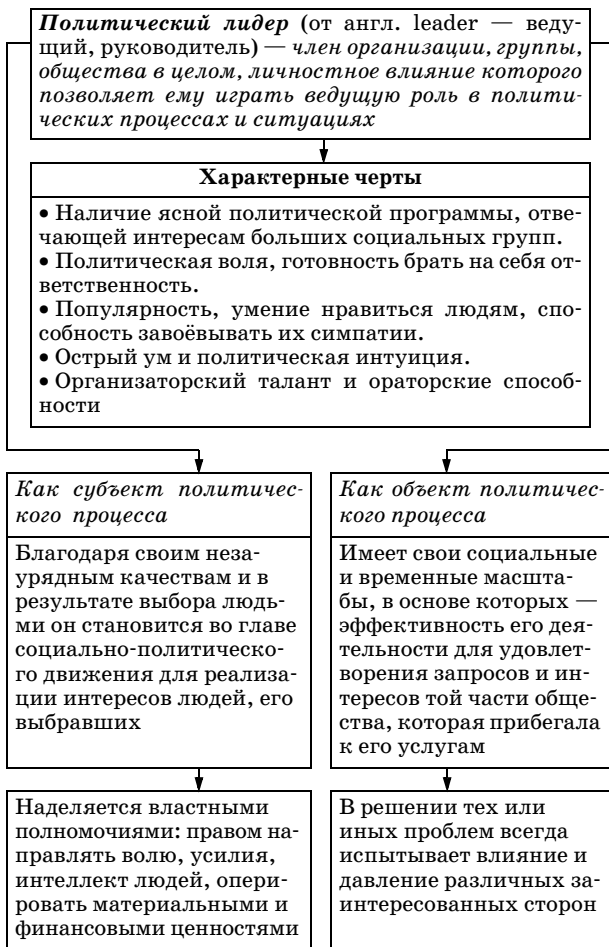 Политический лидер (от англ. leader — веду-
щий, руководитель) — член организации, группы,
общества в целом, личностное влияние которого
позволяет ему играть ведущую роль в полити-
ческих процессах и ситуациях
Характерные черты
• Наличие ясной политической программы, отве-
чающей интересам больших социальных групп.
• Политическая воля, готовность брать на себя от-
ветственность.
• Популярность, умение нравиться людям, спо-
собность завоёвывать их симпатии.
• Острый ум и политическая интуиция.
• Организаторский талант и ораторские способ-
ности
Как субъект политичес-
кого процесса
Благодаря своим неза-
урядным качествам и в
результате выбора людь-
ми он становится во главе
социально-политическо-
го движения для реализа-
ции интересов людей, его
выбравших
Наделяется властными
полномочиями: правом на-
правлять волю, усилия,
интеллект людей, опери-
ровать материальными и
финансовыми ценностями
Как объект политичес-
кого процесса
Имеет свои социальные
и временные масшта-
бы, в основе которых —
эффективность его дея-
тельности для удовлет-
ворения запросов и ин-
тересов той части обще-
ства, которая прибегала
к его услугам
В решении тех или
иных проблем всегда
испытывает влияние и
давление различных за-
интересованных сторон